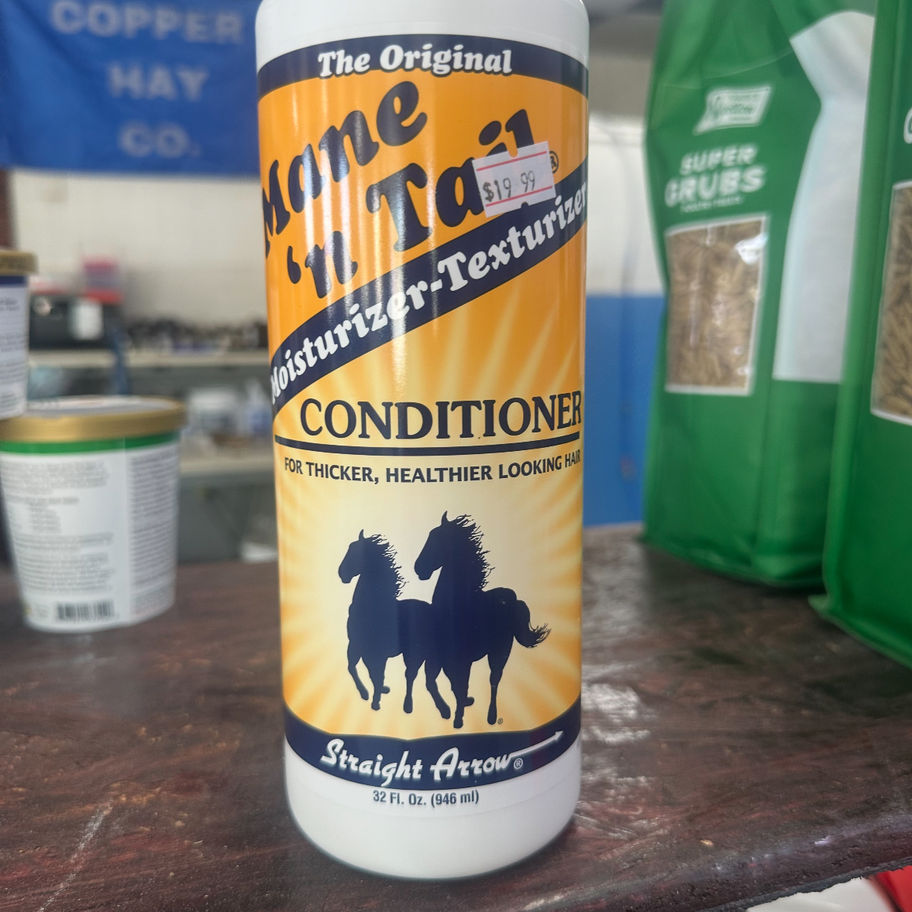 COPPER
HAY
CO.
The Original
Mane
'n Tail®
$19.99
Moisturizer-Texturizer
CONDITIONER
FOR THICKER, HEALTHIER LOOKING HAIR
Straight Arrow®
32 Fl. Oz. (946 ml)
SUPER
GRUBS